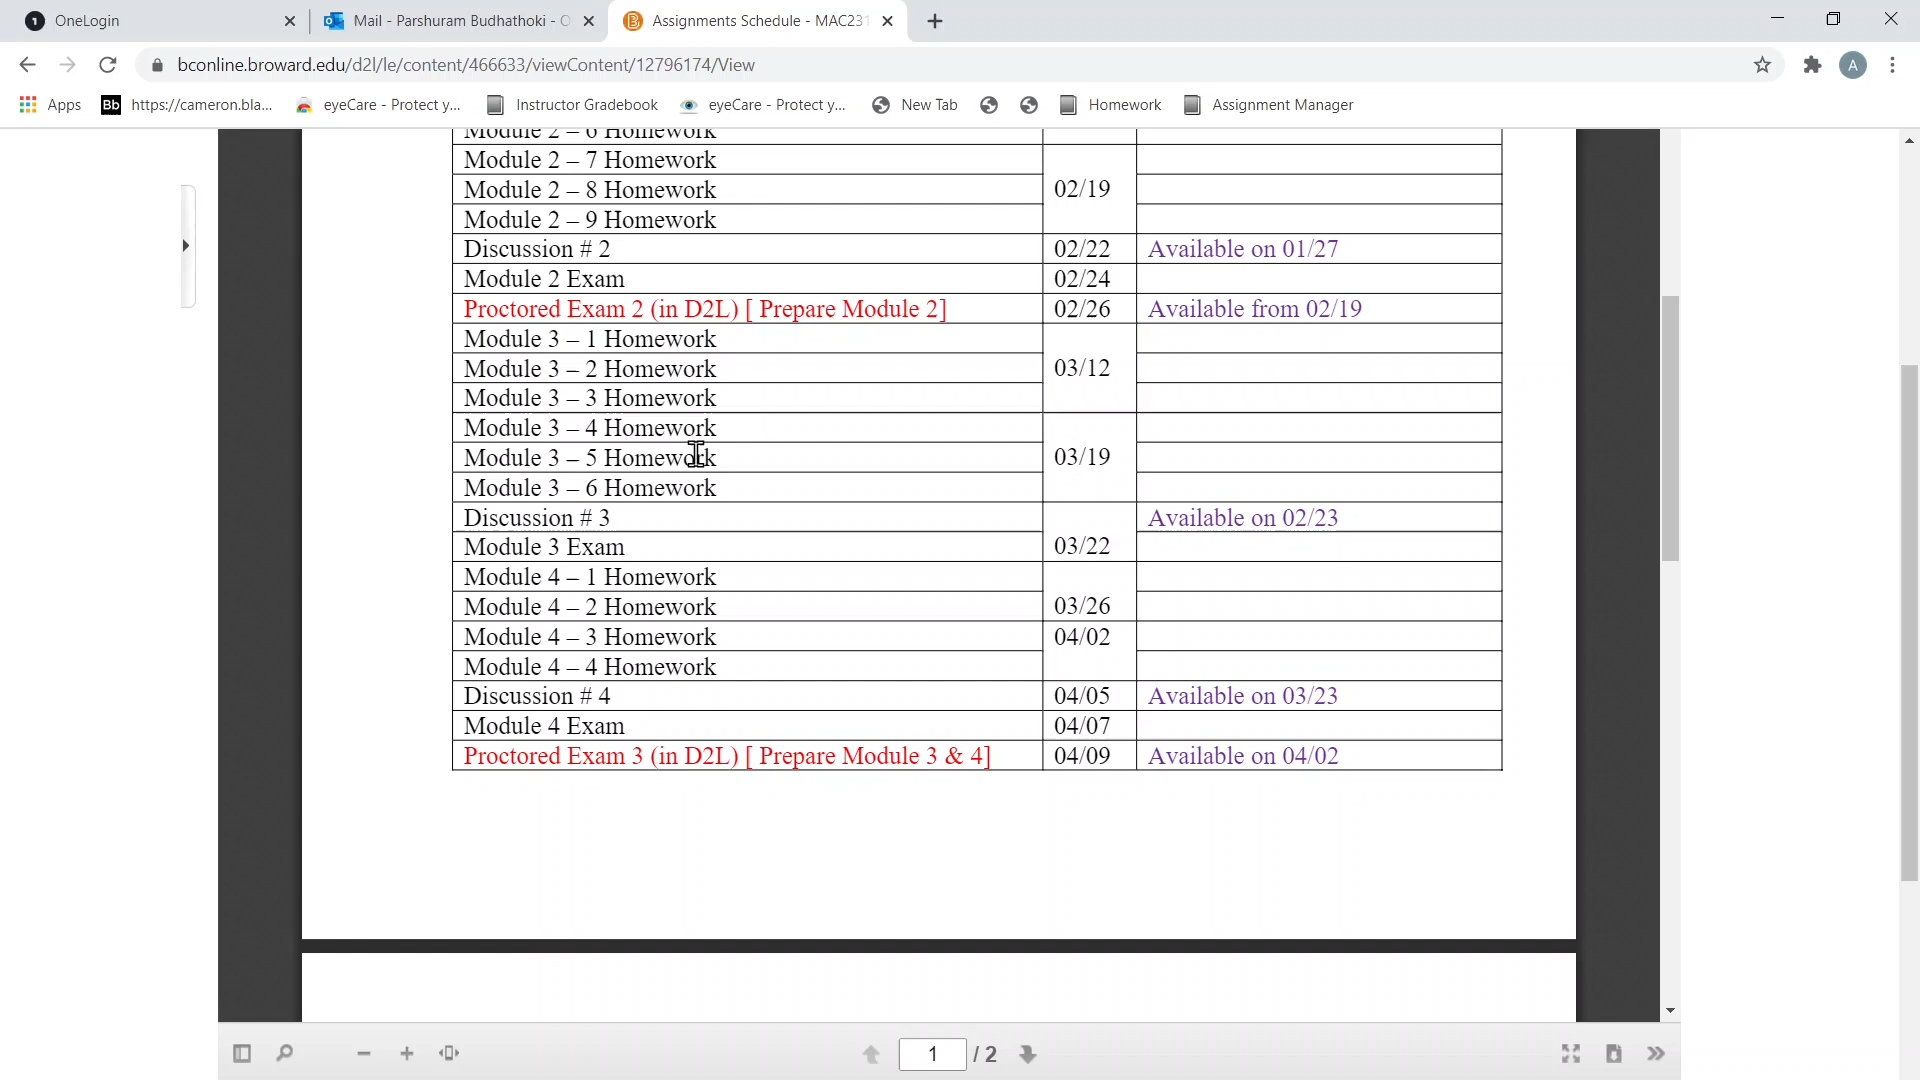 OneLogin
Mail - Parshuram Budhathoki - O
Assignments Schedule - MAC231
bconline.broward.edu/d2l/le/content/466633/viewContent/12796174/View
A
Apps
Bb https://cameron.bla...
eyeCare - Protect y...
Instructor Gradebook
eyeCare - Protect y...
New Tab
Homework
Assignment Manager
Module 2 – 6 Homework
Module 2 – 7 Homework
Module 2 – 8 Homework 02/19
Module 2 – 9 Homework
Discussion # 2 02/22 Available on 01/27
Module 2 Exam 02/24
Proctored Exam 2 (in D2L) [ Prepare Module 2] 02/26 Available from 02/19
Module 3 – 1 Homework
Module 3 – 2 Homework 03/12
Module 3 – 3 Homework
Module 3 – 4 Homework
Module 3 – 5 Homework 03/19
Module 3 – 6 Homework
Discussion # 3 Available on 02/23
Module 3 Exam 03/22
Module 4 – 1 Homework
Module 4 – 2 Homework 03/26
Module 4 – 3 Homework 04/02
Module 4 – 4 Homework
Discussion # 4 04/05 Available on 03/23
Module 4 Exam 04/07
Proctored Exam 3 (in D2L) [ Prepare Module 3 & 4] 04/09 Available on 04/02
1 / 2